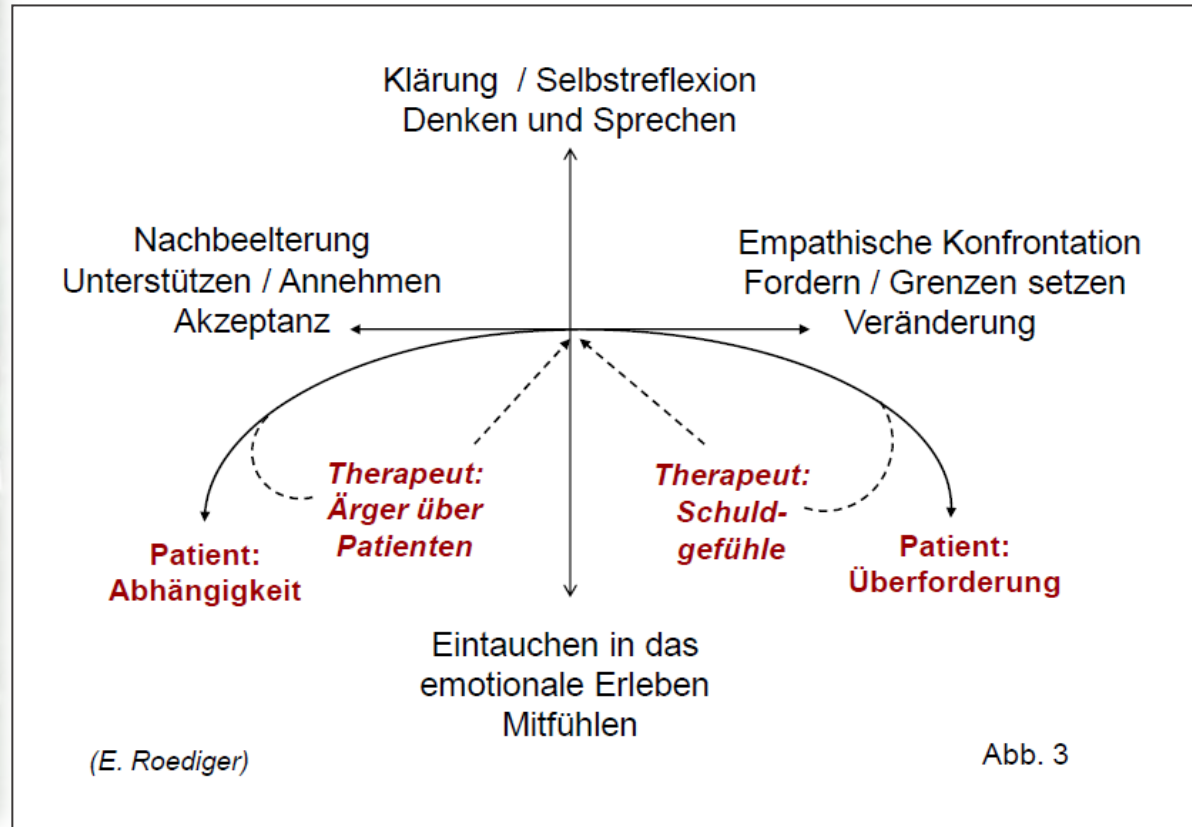 Klärung / Selbstreflexion
Denken und Sprechen
Nachbeelterung
Unterstützen / Annehmen
Akzeptanz
Empathische Konfrontation
Fordern / Grenzen setzen
Veränderung
Therapeut:
Ärger über
Patienten
Therapeut:
Schuld-
gefühle
Patient:
Abhängigkeit
Patient:
Überforderung
Eintauchen in das
emotionale Erleben
Mitfühlen
(E. Roediger)
Abb. 3